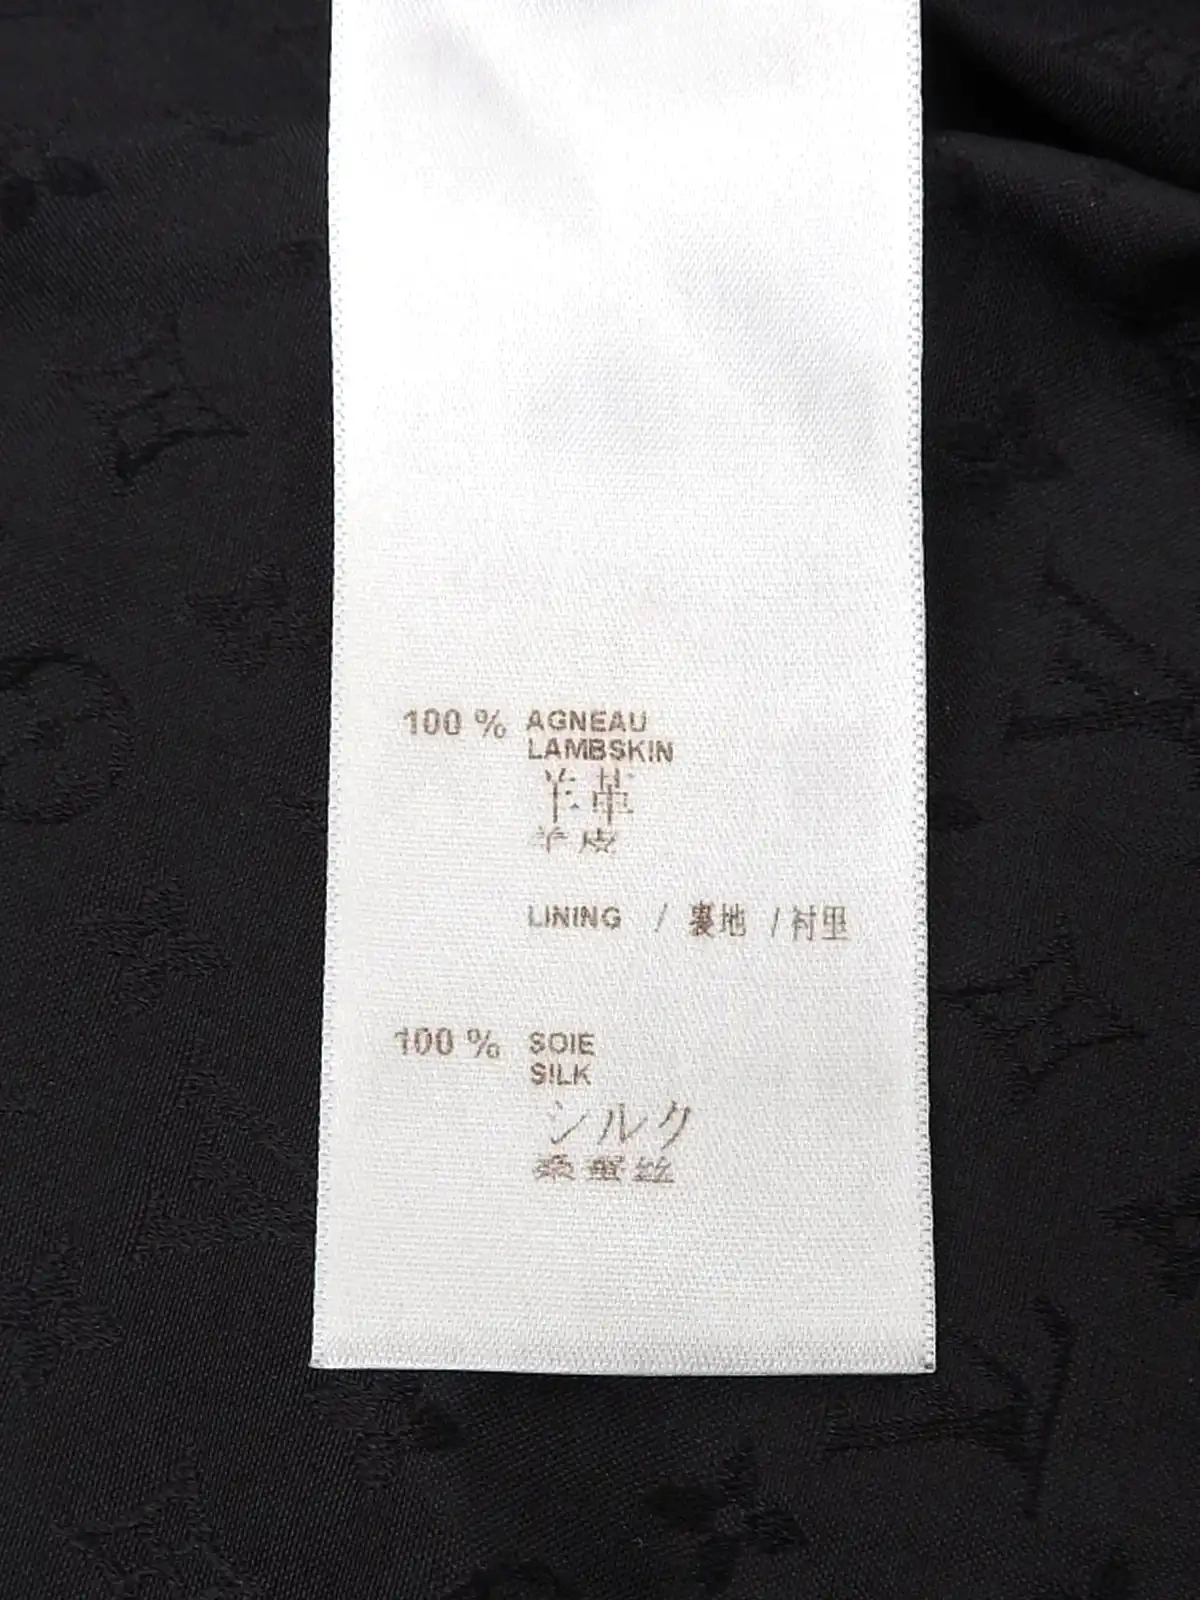 100 % AGNEAU
LAMBSKIN
羊革
羊皮
LINING / 裏地 / 衬里
100 % SOIE
SILK
シルク
桑蚕丝